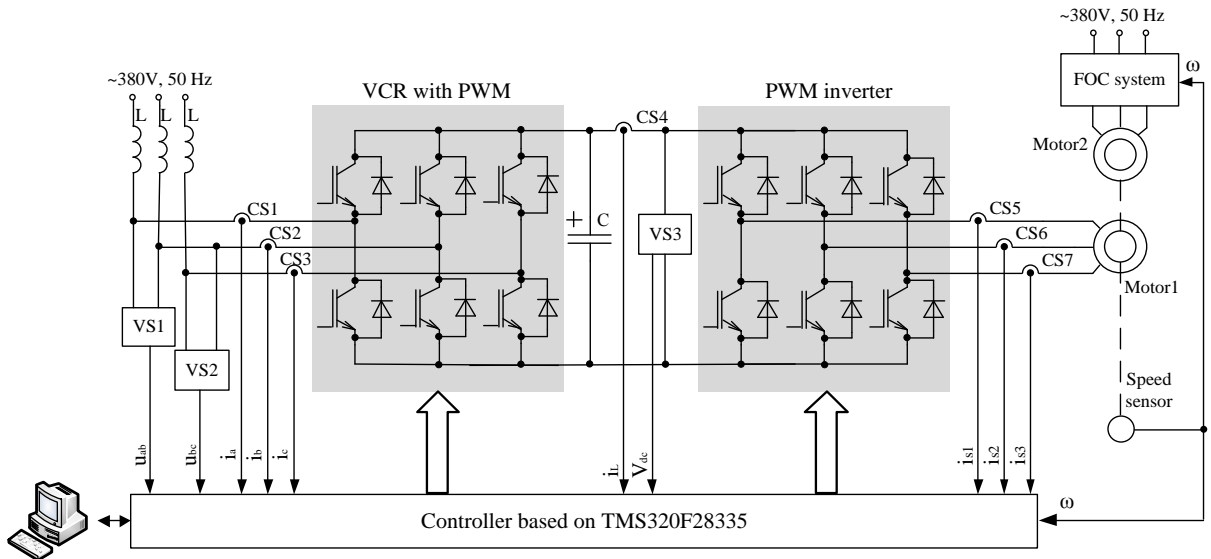 ~380V, 50 Hz
FOC system
ω
~380V, 50 Hz
L
L
L
VCR with PWM
PWM inverter
CS4
Motor2
CS1
CS2
CS3
+
C
VS3
CS5
CS6
CS7
Motor1
VS1
VS2
Speed
sensor
uab
ubc
ia
ib
ic
iL
Vdc
is1
is2
is3
ω
Controller based on TMS320F28335